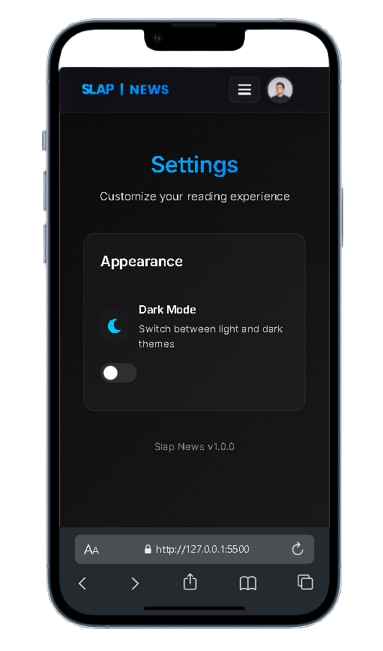 SLAP | NEWS
Settings
Customize your reading experience
Appearance
Dark Mode
Switch between light and dark
themes
Slap News v1.0.0
AA
http://127.0.0.1:5500